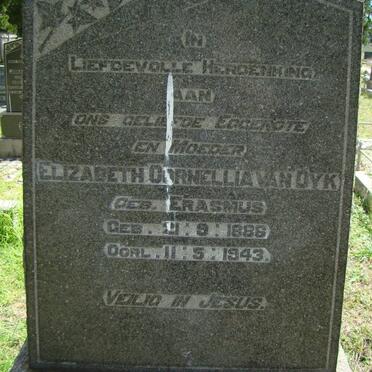 IN
LIEFDEVOLLE HERDENKING
AAN
ONS GELIEFDE EGGENOTE
EN MOEDER
ELIZABETH CORNELLIA VAN DYK
GEB. ERASMUS
GEB. 21·9·1886
OORL. 11·5·1943.
VEILIG IN JESUS.